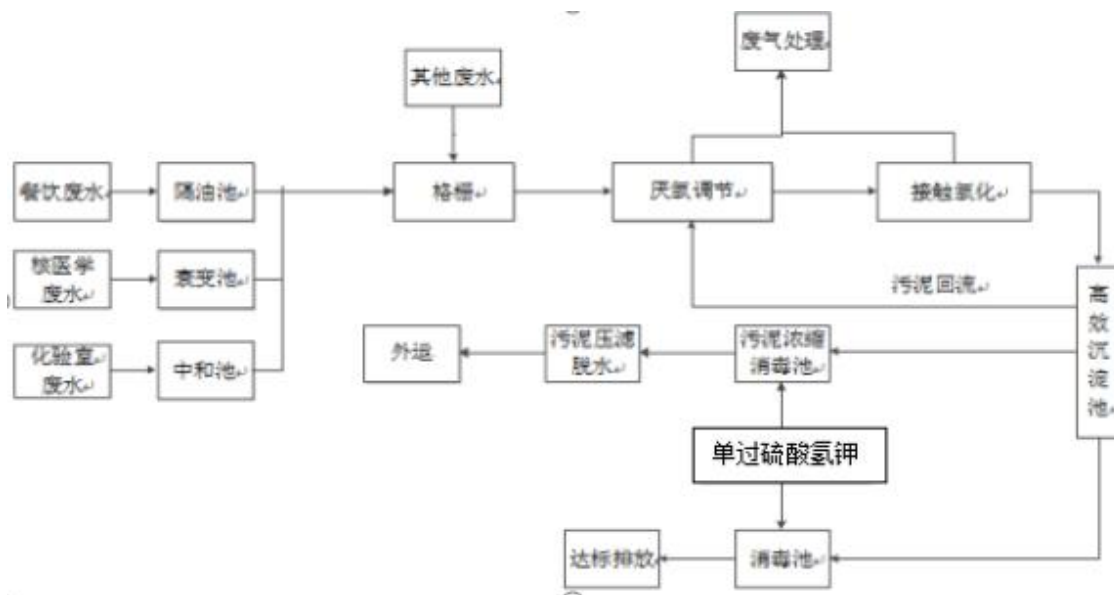 废气处理
其他废水
餐饮废水
隔油池
格栅
厌氧调节
接触氧化
核医学
废水
衰变池
污泥回流
高
效
沉
淀
池
化验室
废水
中和池
外运
污泥压滤
脱水
污泥浓缩
消毒池
单过硫酸氢钾
达标排放
消毒池